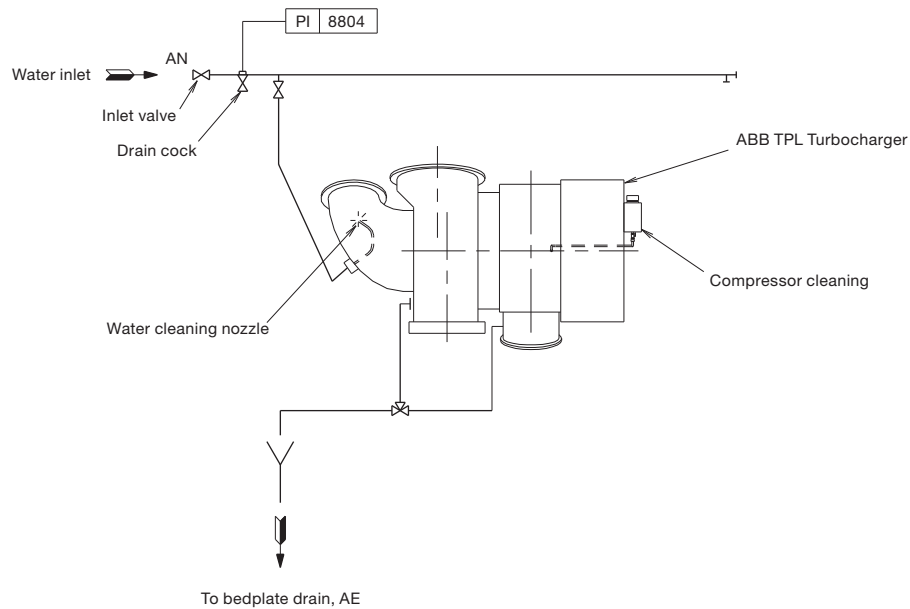 PI 8804
AN
Water inlet
Inlet valve
Drain cock
ABB TPL Turbocharger
Compressor cleaning
Water cleaning nozzle
To bedplate drain, AE